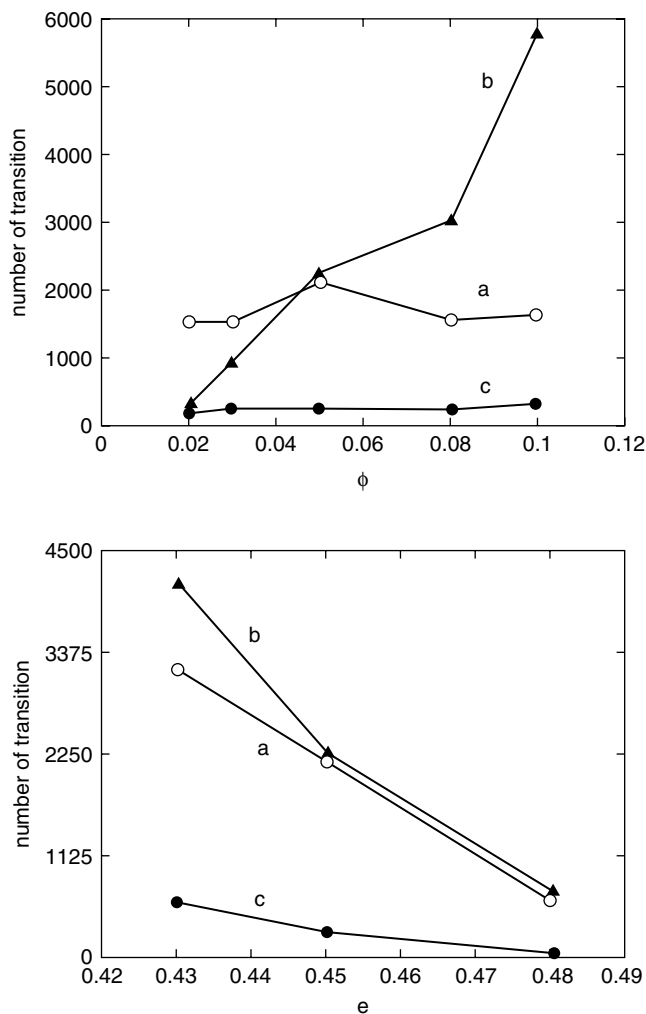 6000
5000
4000
3000
2000
1000
0
number of transition
b
a
c
0 0.02 0.04 0.06 0.08 0.1 0.12
ϕ
4500
3375
2250
1125
0
number of transition
b
a
c
0.42 0.43 0.44 0.45 0.46 0.47 0.48 0.49
e